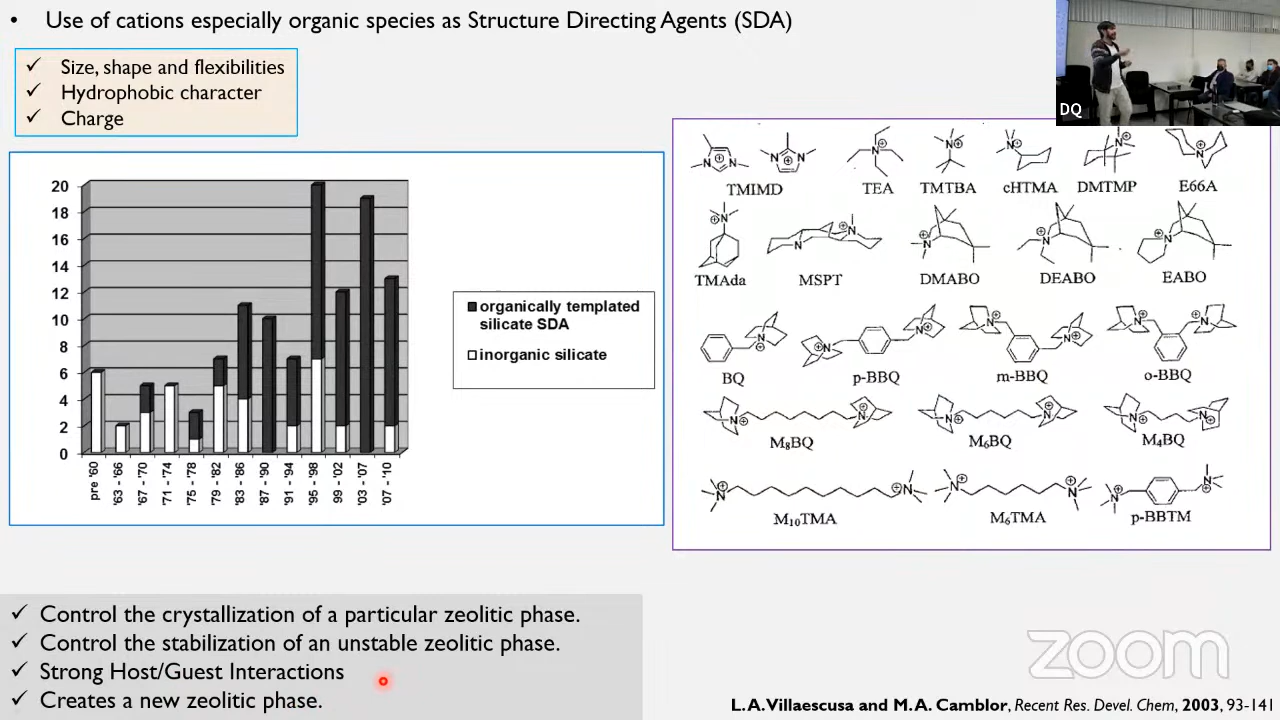 • Use of cations especially organic species as Structure Directing Agents (SDA)
✓ Size, shape and flexibilities
✓ Hydrophobic character
✓ Charge
DQ
20
18
16
14
12
10
8
6
4
2
0
pre '60
'63 - '66
'67 - '70
'71 - '74
'75 - '78
'79 - '82
'83 - '86
'87 - '90
'91 - '94
'95 - '98
'99 - '02
'03 - '07
'07 - '10
organically templated
silicate SDA
inorganic silicate
TMIMD TEA TMTBA cHTMA DMTMP E66A
TMAda MSPT DMABO DEABO EABO
BQ p-BBQ m-BBQ o-BBQ
M₈BQ M₆BQ M₄BQ
M₁₀TMA M₆TMA p-BBTM
✓ Control the crystallization of a particular zeolitic phase.
✓ Control the stabilization of an unstable zeolitic phase.
✓ Strong Host/Guest Interactions
✓ Creates a new zeolitic phase.
zoom
L. A. Villaescusa and M. A. Camblor, Recent Res. Devel. Chem, 2003, 93-141